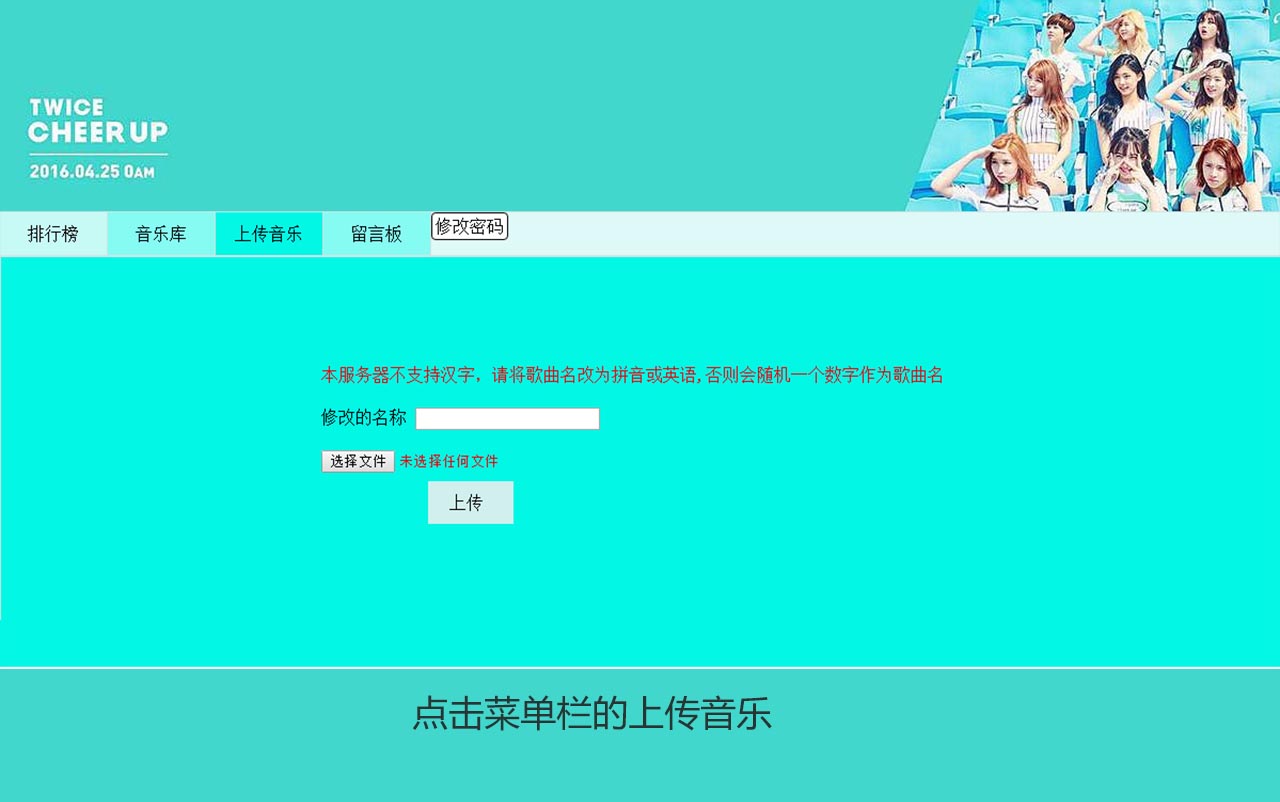 TWICE
CHEER UP
2016.04.25 0AM
排行榜 音乐库 上传音乐 留言板 修改密码
本服务器不支持汉字，请将歌曲名改为拼音或英语,否则会随机一个数字作为歌曲名
修改的名称
选择文件 未选择任何文件
上传
点击菜单栏的上传音乐